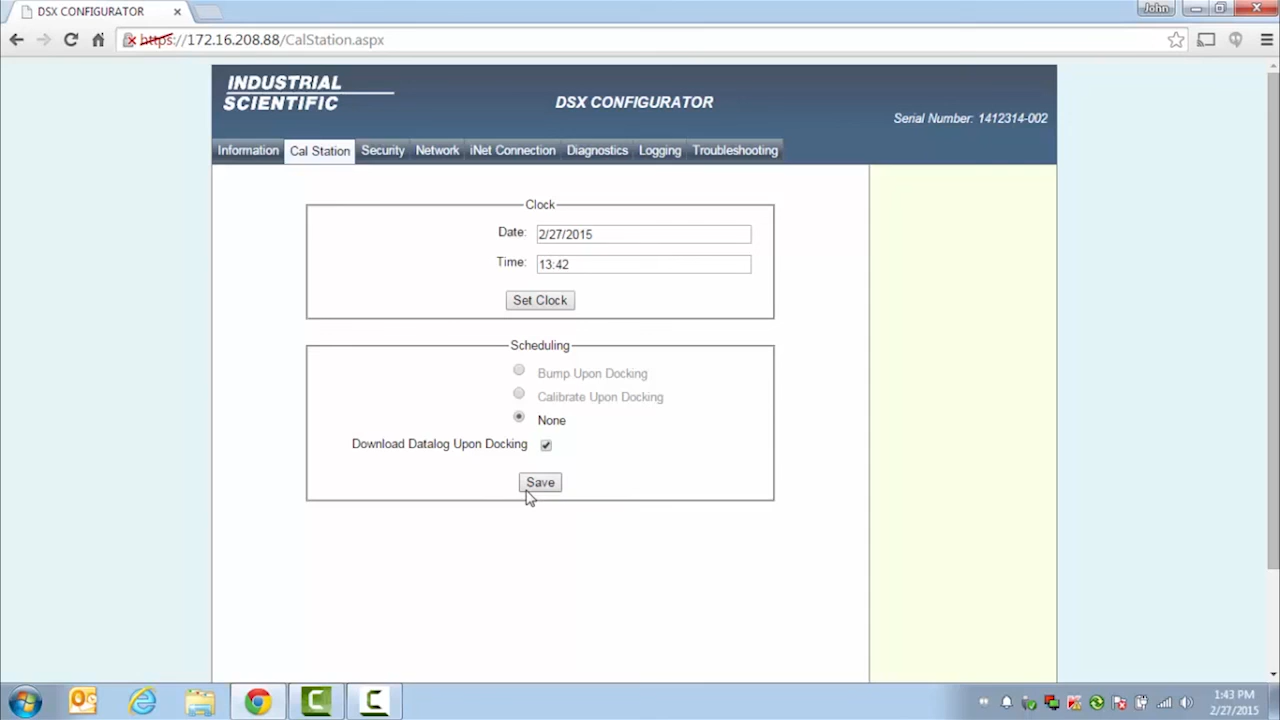 DSX CONFIGURATOR
John
https://172.16.208.88/CalStation.aspx
INDUSTRIAL
SCIENTIFIC
DSX CONFIGURATOR
Serial Number: 1412314-002
Information Cal Station Security Network iNet Connection Diagnostics Logging Troubleshooting
Clock
Date: 2/27/2015
Time: 13:42
Set Clock
Scheduling
Bump Upon Docking
Calibrate Upon Docking
None
Download Datalog Upon Docking
Save
1:43 PM
2/27/2015